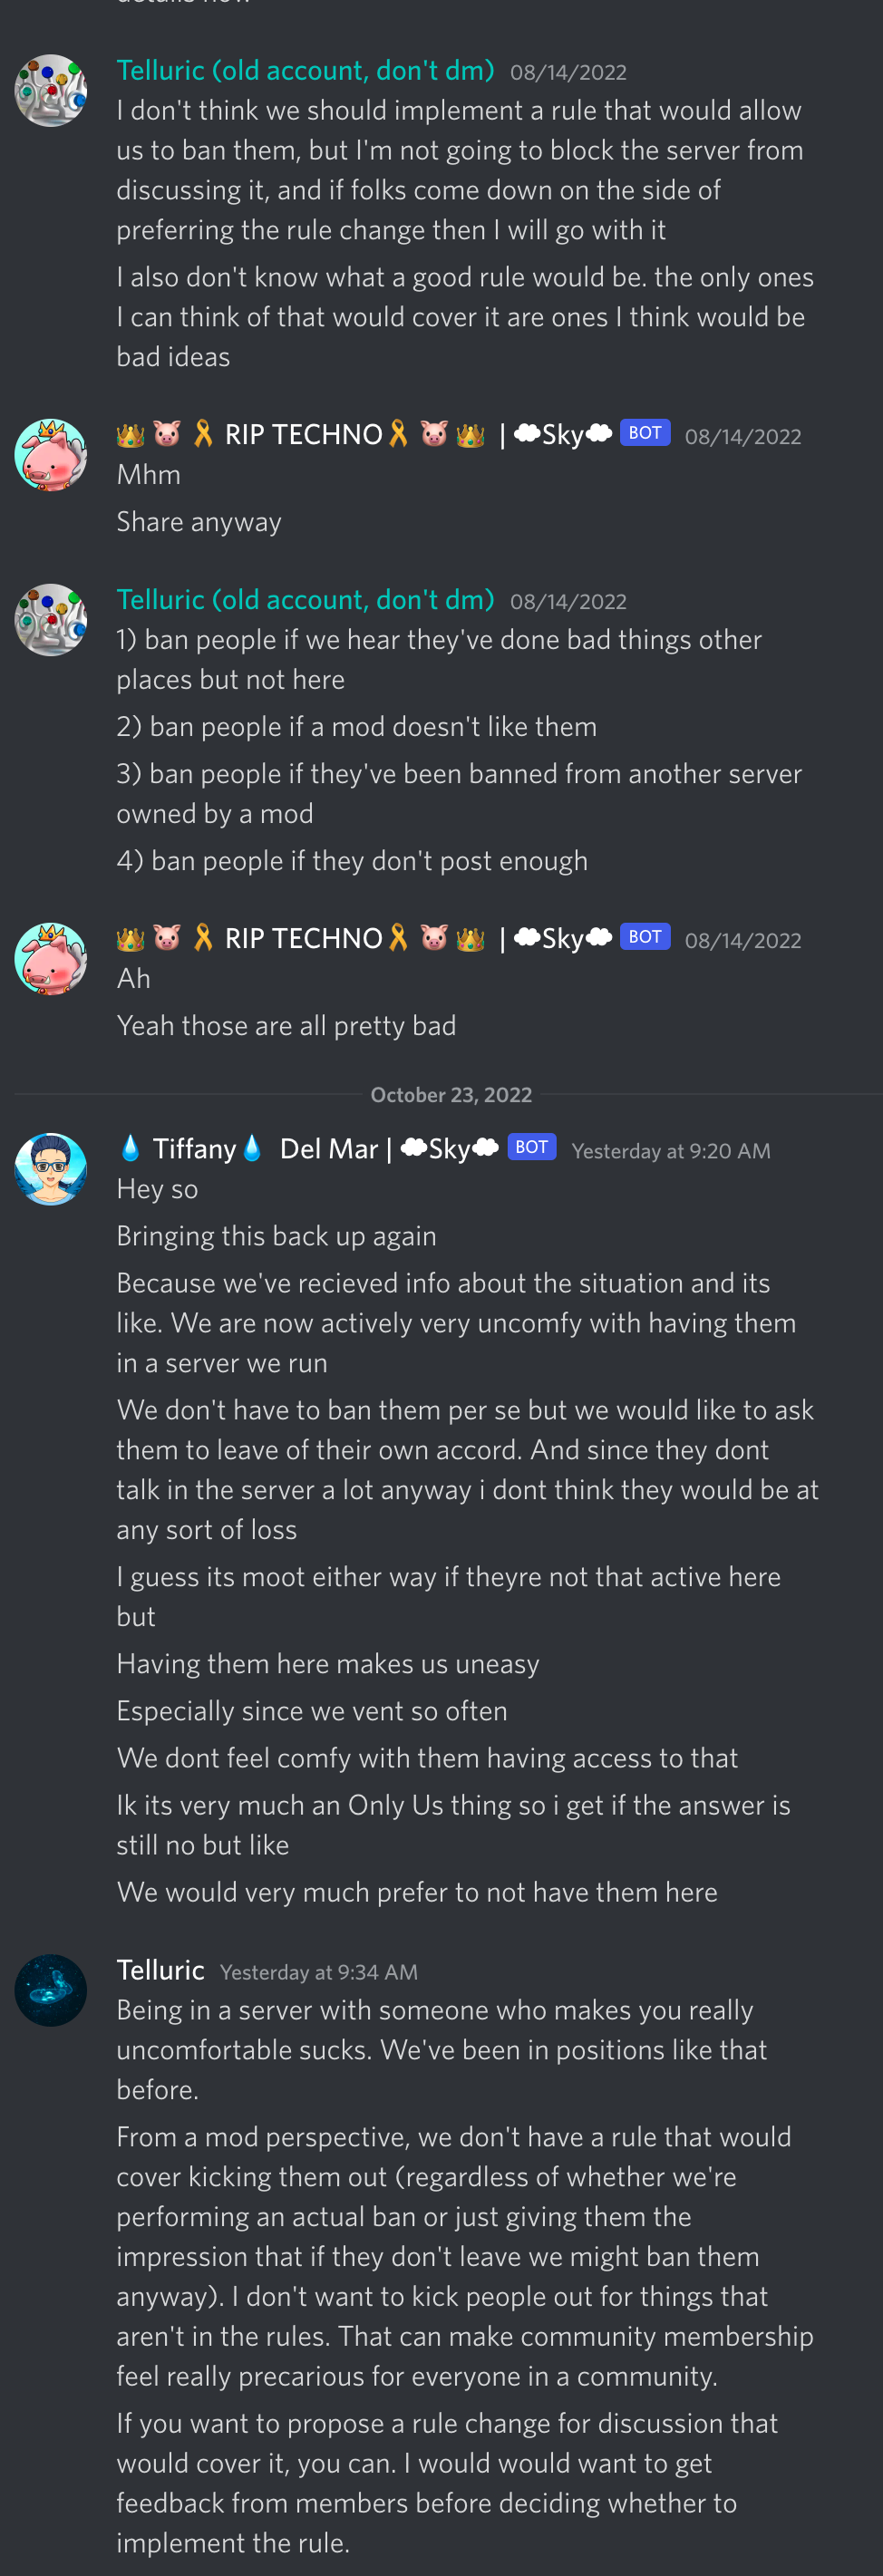 Telluric (old account, don't dm) 08/14/2022
I don't think we should implement a rule that would allow
us to ban them, but I'm not going to block the server from
discussing it, and if folks come down on the side of
preferring the rule change then I will go with it
I also don't know what a good rule would be. the only ones
I can think of that would cover it are ones I think would be
bad ideas
👑 🐷 🎗 RIP TECHNO🎗 🐷 👑 | ☁Sky☁ BOT 08/14/2022
Mhm
Share anyway
Telluric (old account, don't dm) 08/14/2022
1) ban people if we hear they've done bad things other
places but not here
2) ban people if a mod doesn't like them
3) ban people if they've been banned from another server
owned by a mod
4) ban people if they don't post enough
👑 🐷 🎗 RIP TECHNO🎗 🐷 👑 | ☁Sky☁ BOT 08/14/2022
Ah
Yeah those are all pretty bad
October 23, 2022
💧 Tiffany💧 Del Mar | ☁Sky☁ BOT Yesterday at 9:20 AM
Hey so
Bringing this back up again
Because we've recieved info about the situation and its
like. We are now actively very uncomfy with having them
in a server we run
We don't have to ban them per se but we would like to ask
them to leave of their own accord. And since they dont
talk in the server a lot anyway i dont think they would be at
any sort of loss
I guess its moot either way if theyre not that active here
but
Having them here makes us uneasy
Especially since we vent so often
We dont feel comfy with them having access to that
Ik its very much an Only Us thing so i get if the answer is
still no but like
We would very much prefer to not have them here
Telluric Yesterday at 9:34 AM
Being in a server with someone who makes you really
uncomfortable sucks. We've been in positions like that
before.
From a mod perspective, we don't have a rule that would
cover kicking them out (regardless of whether we're
performing an actual ban or just giving them the
impression that if they don't leave we might ban them
anyway). I don't want to kick people out for things that
aren't in the rules. That can make community membership
feel really precarious for everyone in a community.
If you want to propose a rule change for discussion that
would cover it, you can. I would would want to get
feedback from members before deciding whether to
implement the rule.